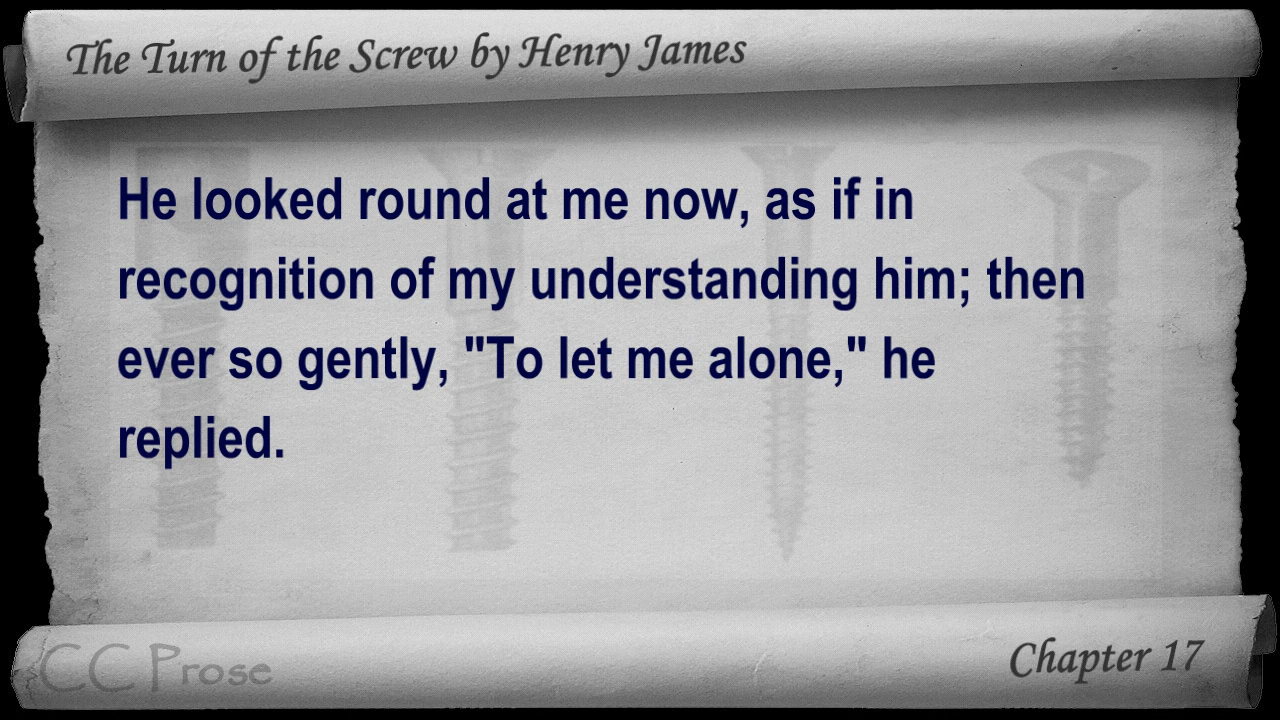 The Turn of the Screw by Henry James
He looked round at me now, as if in
recognition of my understanding him; then
ever so gently, "To let me alone," he
replied.
CC Prose
Chapter 17